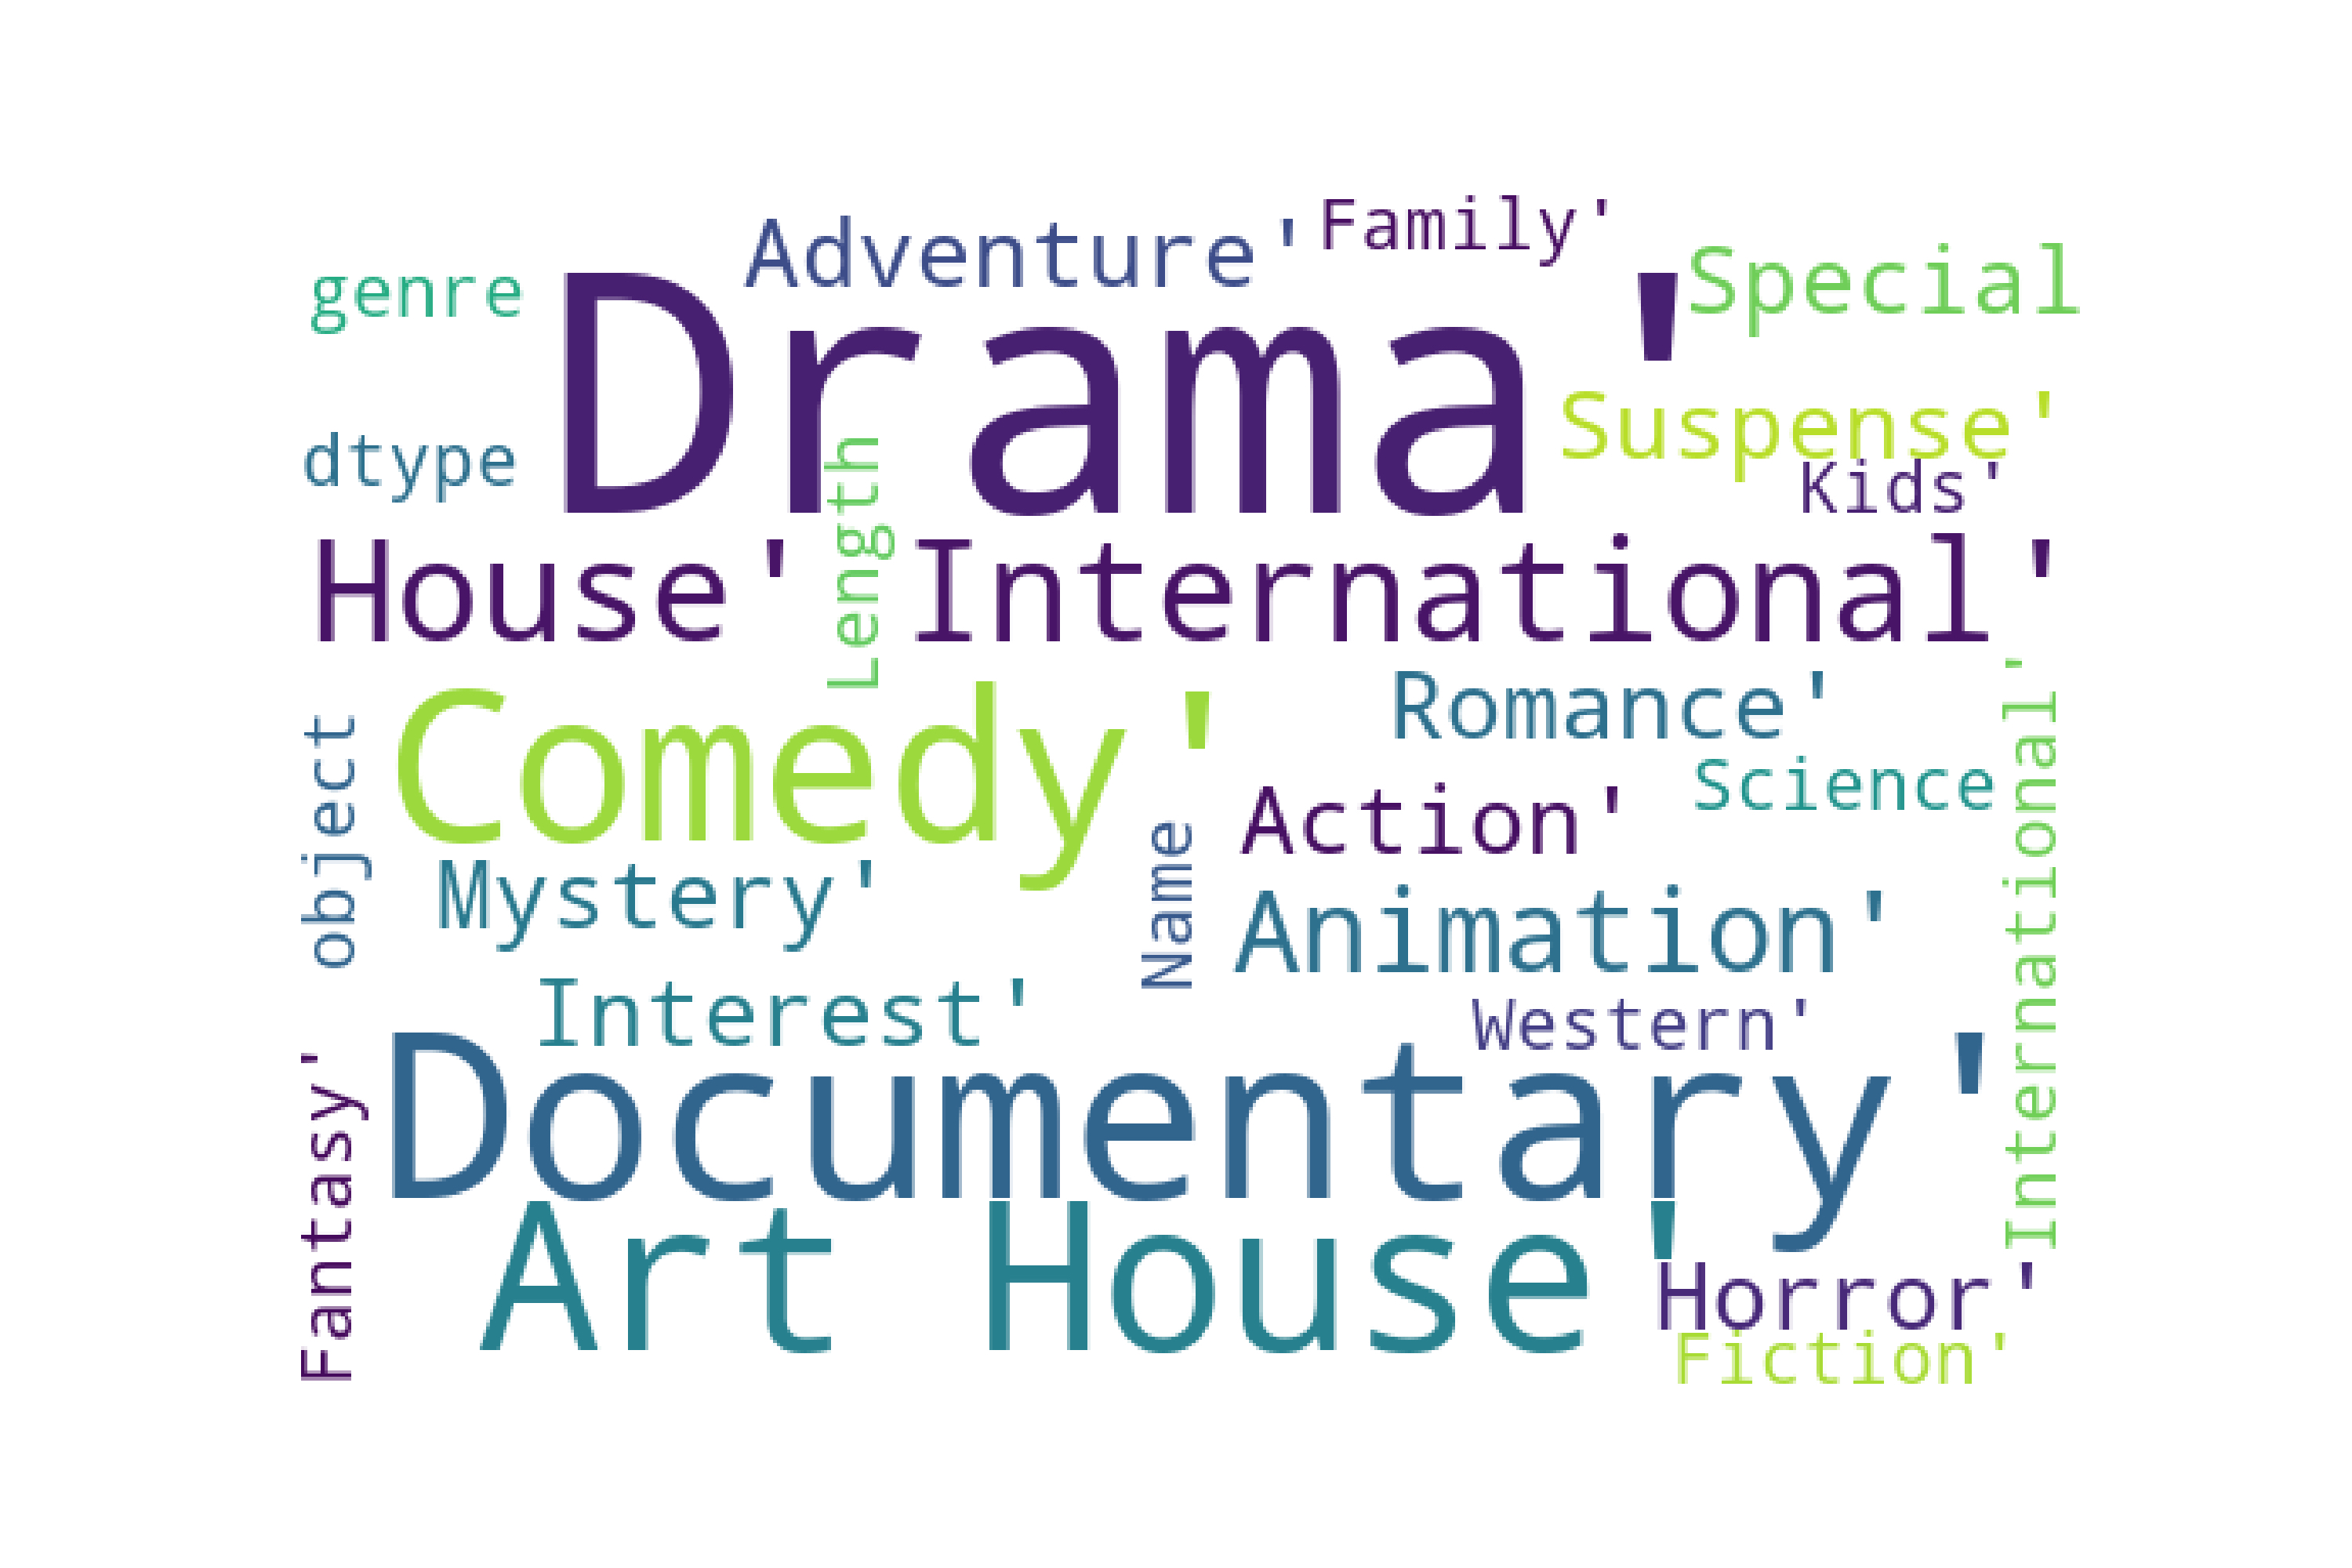 Family'
Adventure'
Special
genre
Drama'
Suspense'
dtype
Kids'
Length
House' International'
Romance'
Comedy'
Science
object
Action'
Name
Mystery'
Animation'
International'
Interest'
Western'
Documentary'
Fantasy'
Art House'
Horror'
Fiction'